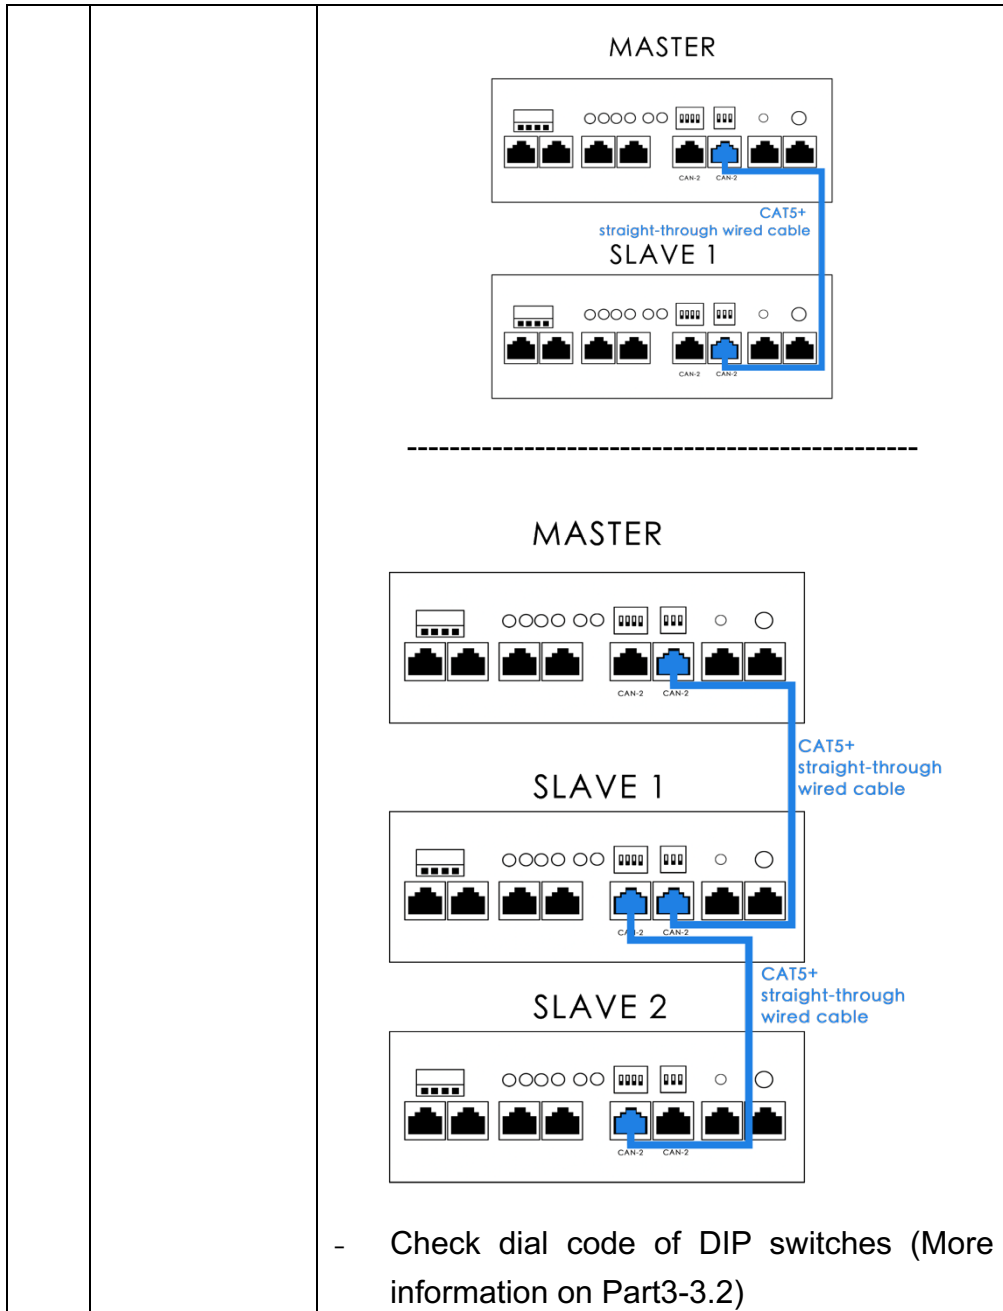 MASTER
CAN-2 CAN-2
CAT5+
straight-through wired cable
SLAVE 1
CAN-2 CAN-2
-------------------------------------------------
MASTER
CAN-2 CAN-2
CAT5+
straight-through
wired cable
SLAVE 1
CAN-2 CAN-2
CAT5+
straight-through
wired cable
SLAVE 2
CAN-2 CAN-2
- Check dial code of DIP switches (More
information on Part3-3.2)